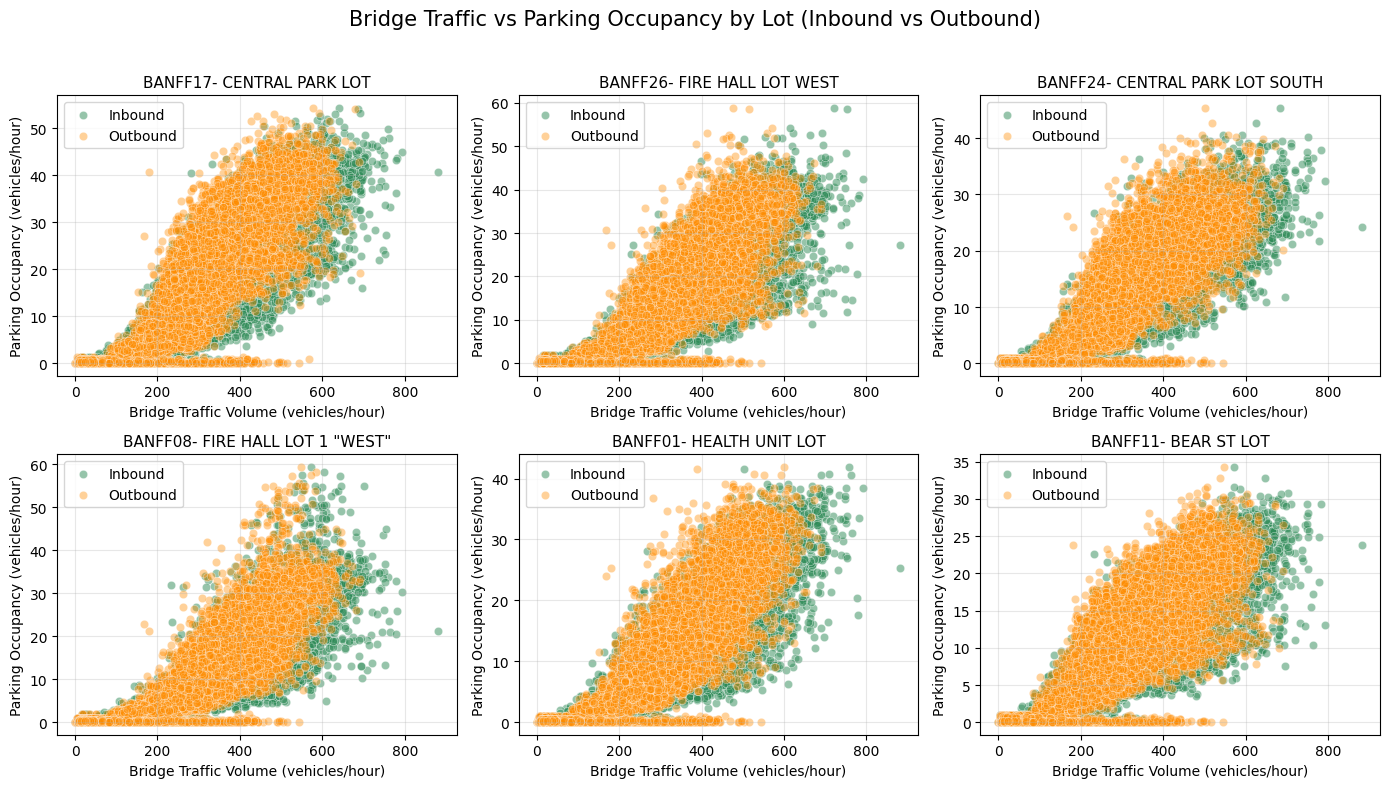 Bridge Traffic vs Parking Occupancy by Lot (Inbound vs Outbound)
BANFF17- CENTRAL PARK LOT
Inbound
Outbound
Parking Occupancy (vehicles/hour)
50
40
30
20
10
0
0 200 400 600 800
Bridge Traffic Volume (vehicles/hour)
BANFF26- FIRE HALL LOT WEST
Inbound
Outbound
Parking Occupancy (vehicles/hour)
60
50
40
30
20
10
0
0 200 400 600 800
Bridge Traffic Volume (vehicles/hour)
BANFF24- CENTRAL PARK LOT SOUTH
Inbound
Outbound
Parking Occupancy (vehicles/hour)
40
30
20
10
0
0 200 400 600 800
Bridge Traffic Volume (vehicles/hour)
BANFF08- FIRE HALL LOT 1 "WEST"
Inbound
Outbound
Parking Occupancy (vehicles/hour)
60
50
40
30
20
10
0
0 200 400 600 800
Bridge Traffic Volume (vehicles/hour)
BANFF01- HEALTH UNIT LOT
Inbound
Outbound
Parking Occupancy (vehicles/hour)
40
30
20
10
0
0 200 400 600 800
Bridge Traffic Volume (vehicles/hour)
BANFF11- BEAR ST LOT
Inbound
Outbound
Parking Occupancy (vehicles/hour)
35
30
25
20
15
10
5
0
0 200 400 600 800
Bridge Traffic Volume (vehicles/hour)